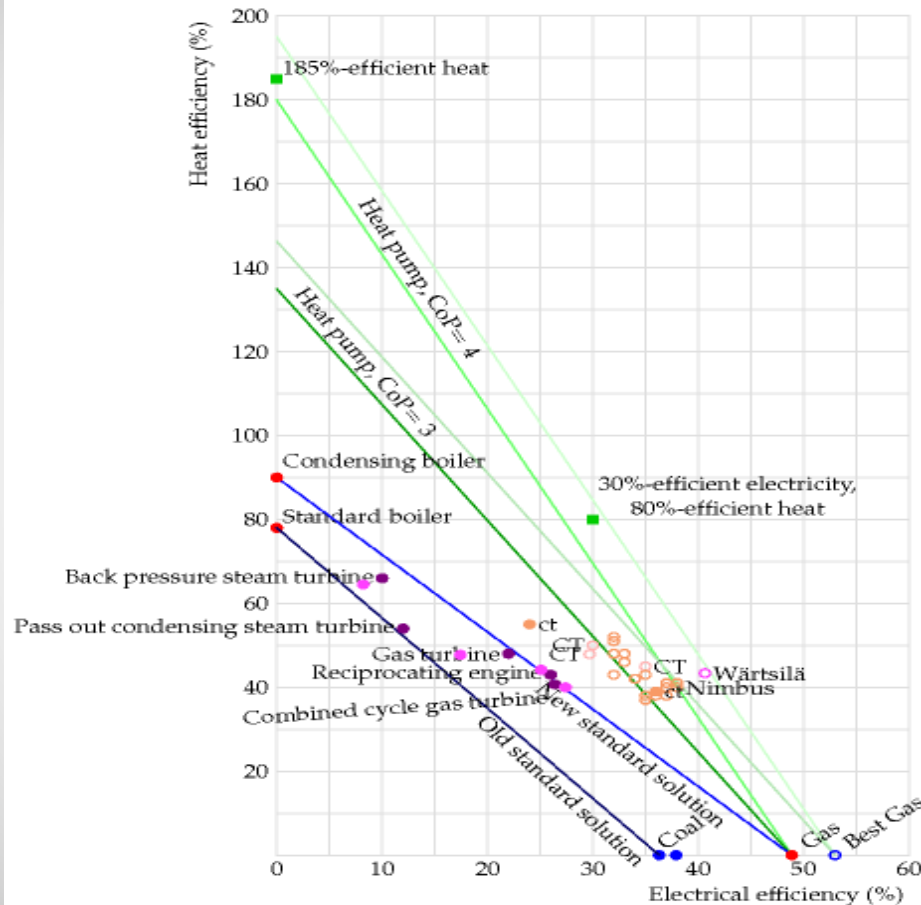 200
Heat efficiency (%)
185%-efficient heat
180
160
Heat pump, CoP= 4
140
Heat pump, CoP= 3
120
100
Condensing boiler
30%-efficient electricity,
80%-efficient heat
80
Standard boiler
Back pressure steam turbine
60
Pass out condensing steam turbine
ct
CT
CT
Gas turbine
CT
Reciprocating engine
Wärtsilä
Nimbus
ct
40
Combined cycle gas turbine
New standard solution
Old standard solution
20
Coal
Gas
Best Gas
0
10
20
30
40
50
60
Electrical efficiency (%)